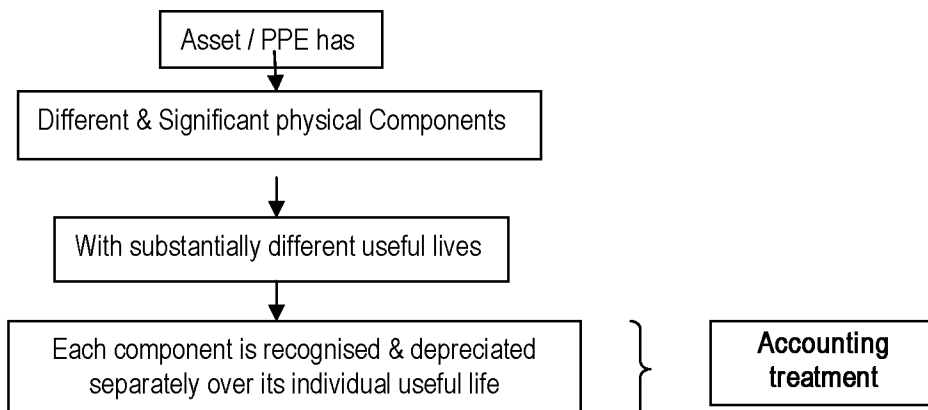 Asset / PPE has
Different & Significant physical Components
With substantially different useful lives
Each component is recognised & depreciated
separately over its individual useful life
Accounting
treatment